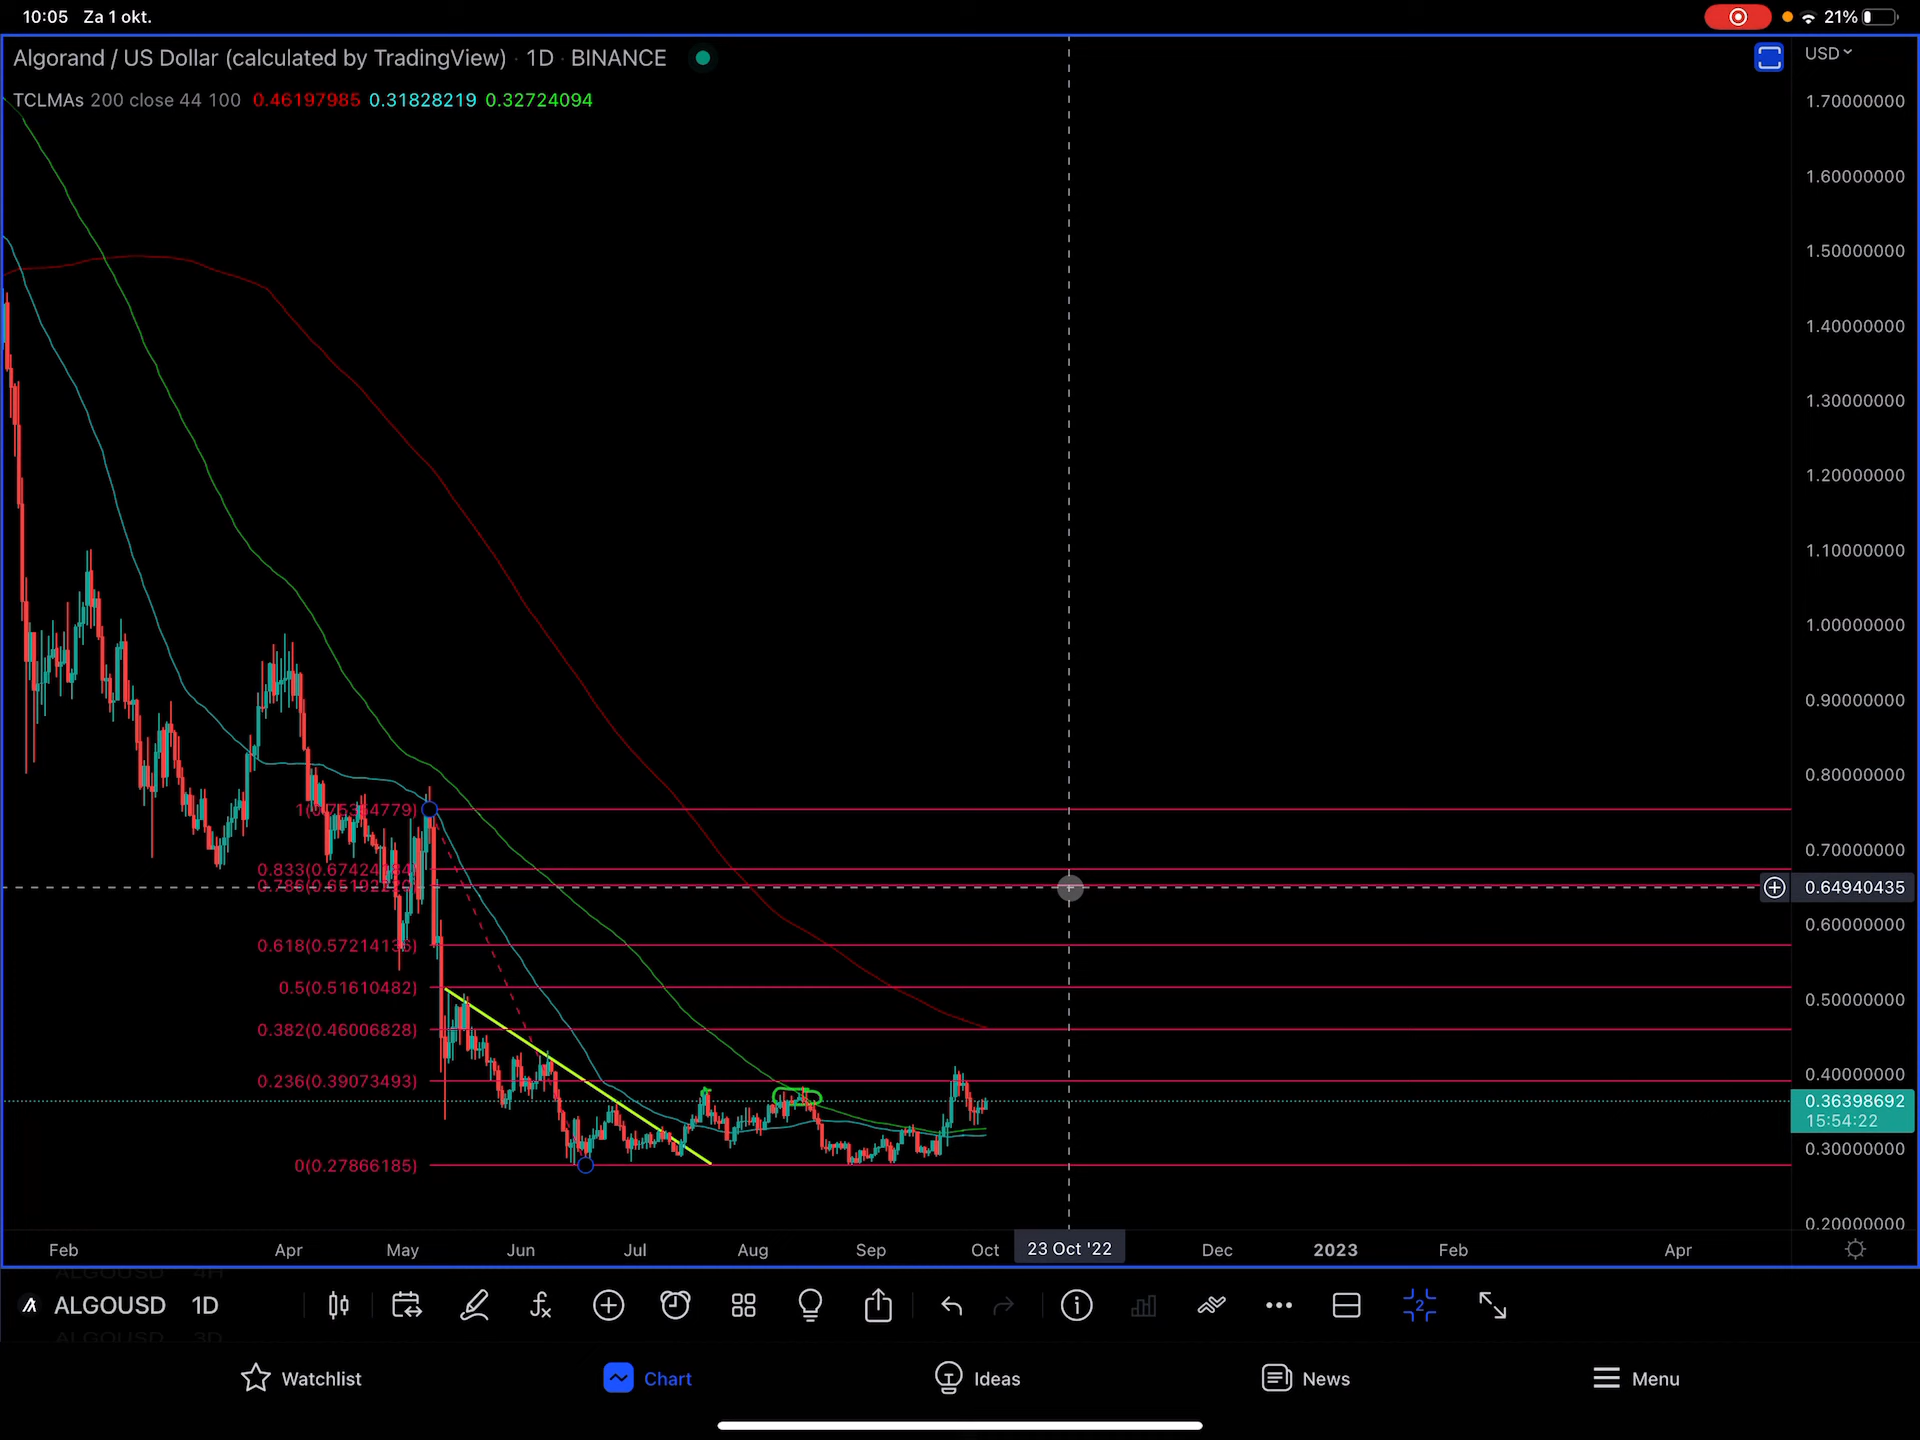 10:05 Za 1 okt.
21%
Algorand / US Dollar (calculated by TradingView) · 1D · BINANCE
USD
TCLMAs 200 close 44 100 0.46197985 0.31828219 0.32724094
1.70000000
1.60000000
1.50000000
1.40000000
1.30000000
1.20000000
1.10000000
1.00000000
0.90000000
0.80000000
0.70000000
0.64940435
0.60000000
0.50000000
0.40000000
0.36398692
15:54:22
0.30000000
0.20000000
0.618(0.57214136)
0.5(0.51610482)
0.382(0.46006828)
0.236(0.39073493)
0(0.27866185)
Feb Apr May Jun Jul Aug Sep Oct 23 Oct '22 Dec 2023 Feb Apr
ALGOUSD 4H
ALGOUSD 1D
ALGOUSD 3D
2
Watchlist Chart Ideas News Menu